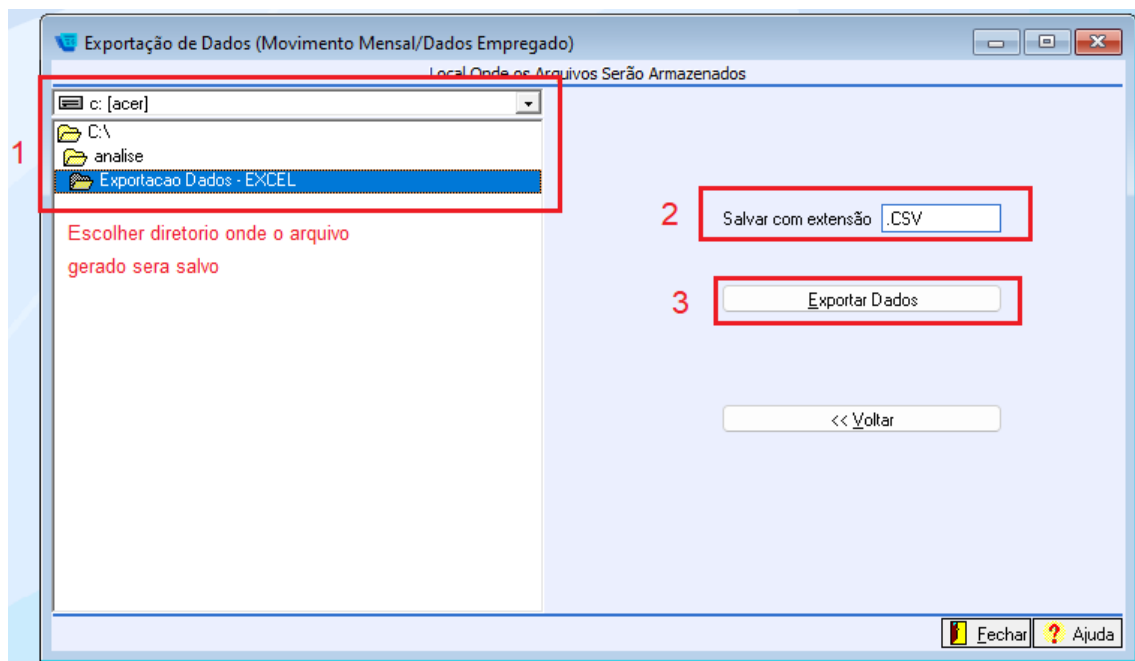 Exportação de Dados (Movimento Mensal/Dados Empregado)
Local Onde os Arquivos Serão Armazenados
c: [acer]
C:\
1
analise
Exportacao Dados - EXCEL
2
Salvar com extensão .CSV
Escolher diretorio onde o arquivo
gerado sera salvo
3
Exportar Dados
<< Voltar
Fechar ? Ajuda